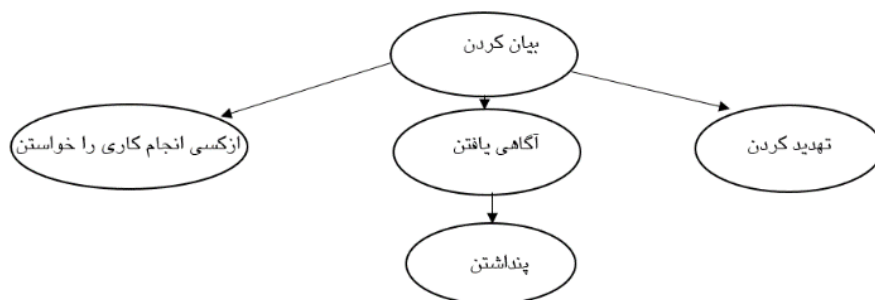 بیان کردن
ازکسی انجام کاری را خواستن
آگاهی یافتن
تهدید کردن
پنداشتن